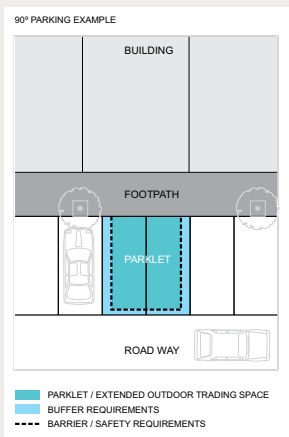 90º PARKING EXAMPLE
BUILDING
FOOTPATH
PARKLET
ROAD WAY
PARKLET / EXTENDED OUTDOOR TRADING SPACE
BUFFER REQUIREMENTS
BARRIER / SAFETY REQUIREMENTS